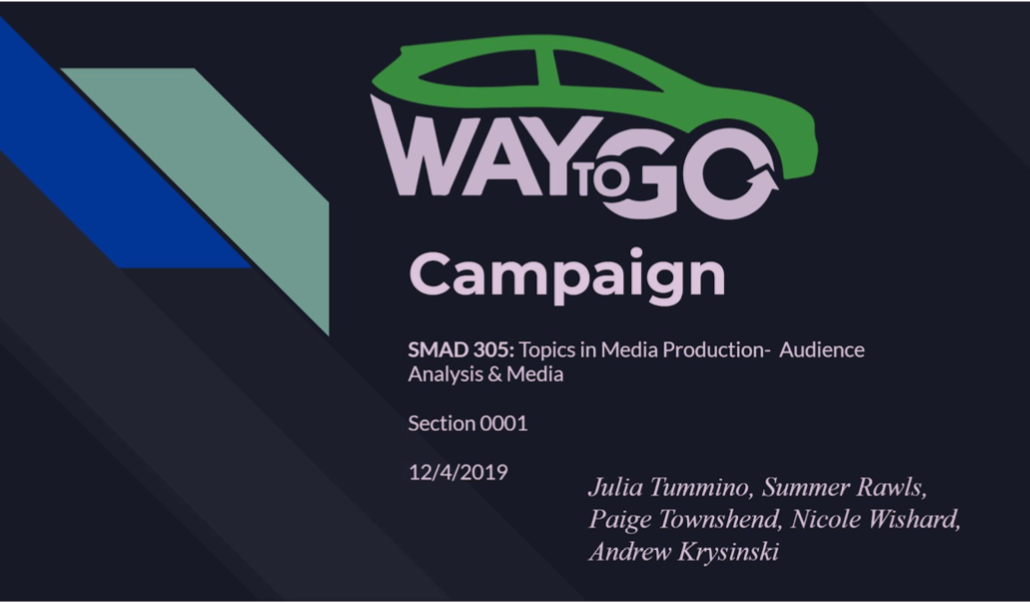 WAY TO GO
Campaign
SMAD 305: Topics in Media Production- Audience
Analysis & Media
Section 0001
12/4/2019
Julia Tummino, Summer Rawls,
Paige Townshend, Nicole Wishard,
Andrew Krysinski